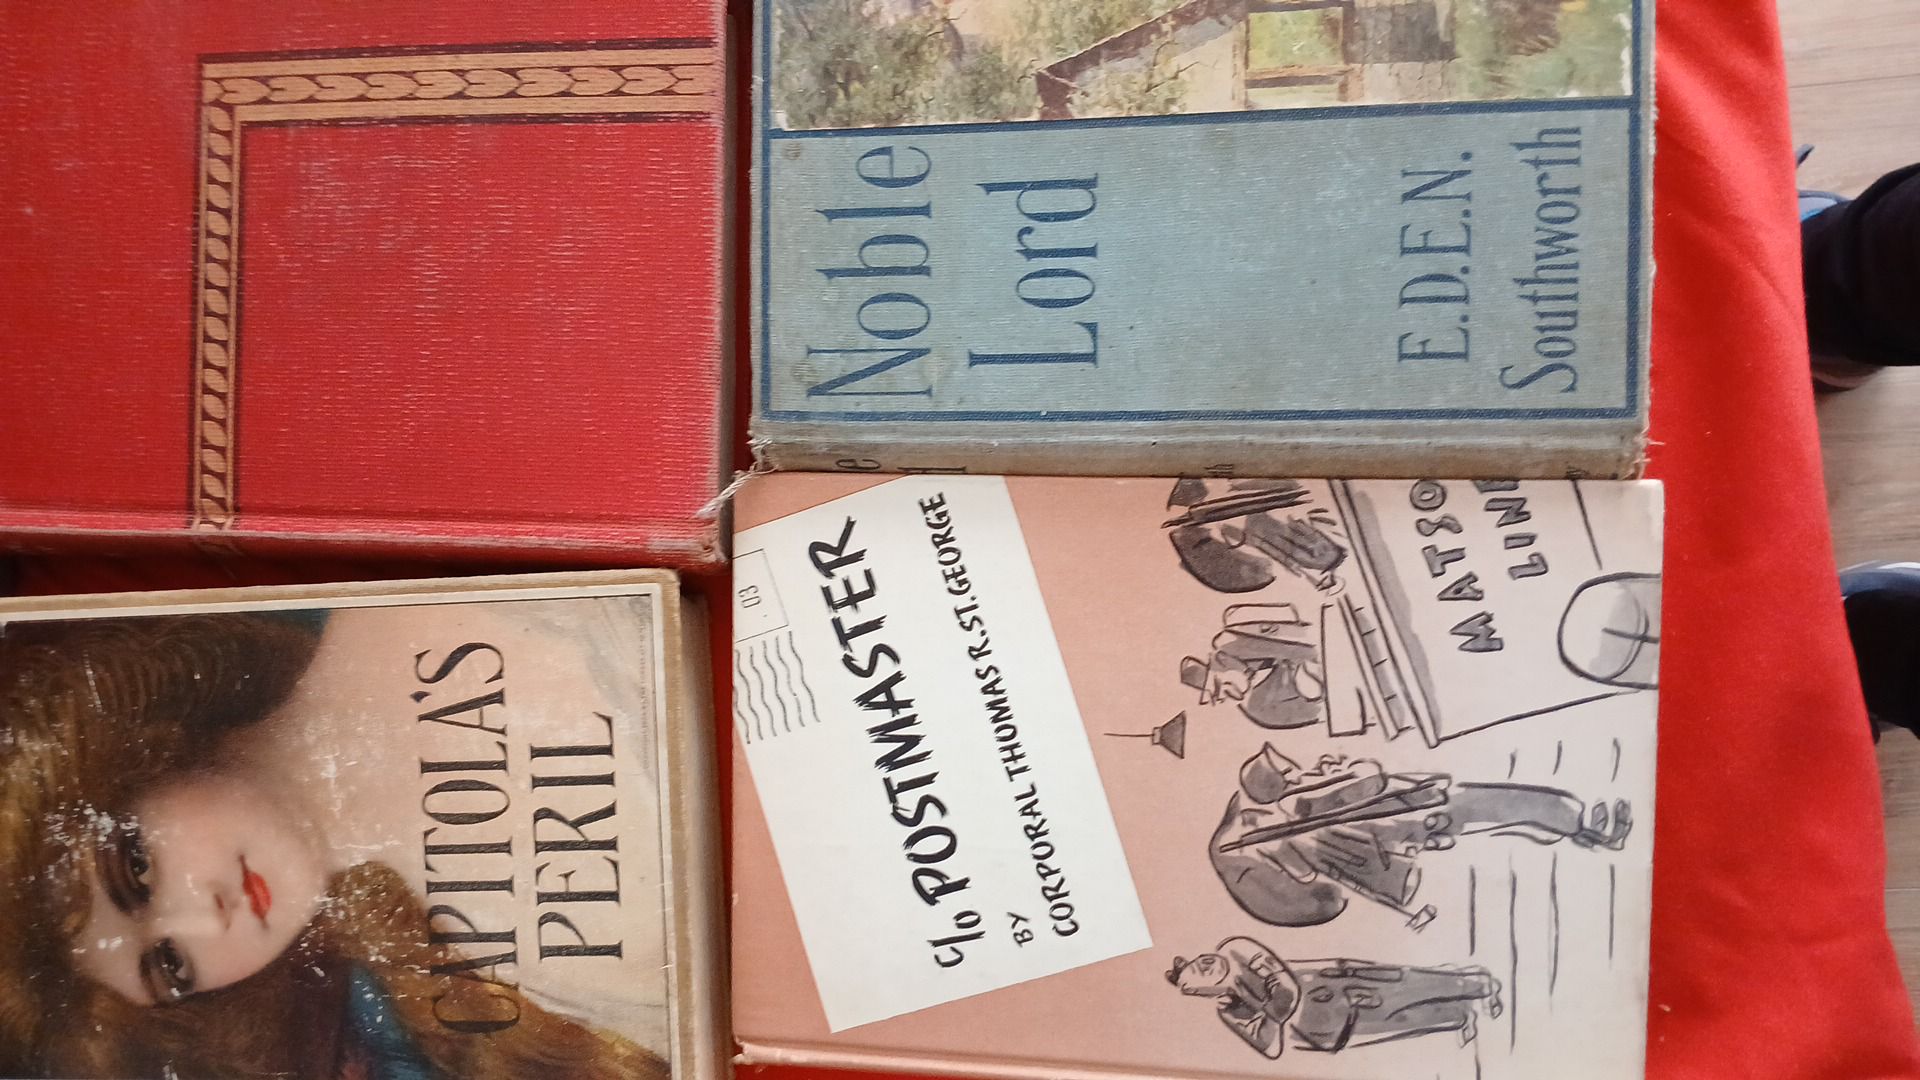 Noble
Lord
E.D.E.N.
Southworth
CAPITOLA'S
PERIL
.03
C/O POSTMASTER
BY
CORPORAL THOMAS R. ST. GEORGE
MATSO
LINE